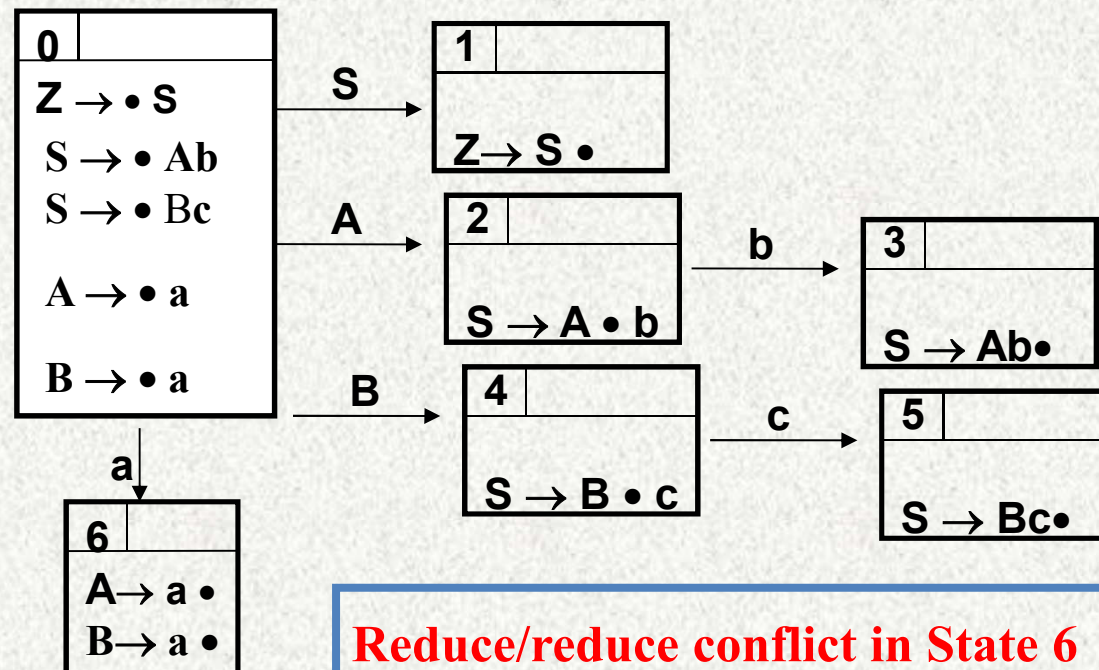 0
Z → • S
S → • Ab
S → • Bc
A → • a
B → • a
S
1
Z→ S •
A
2
S → A • b
b
3
S → Ab•
B
4
S → B • c
c
5
S → Bc•
a
6
A→ a •
B→ a •
Reduce/reduce conflict in State 6